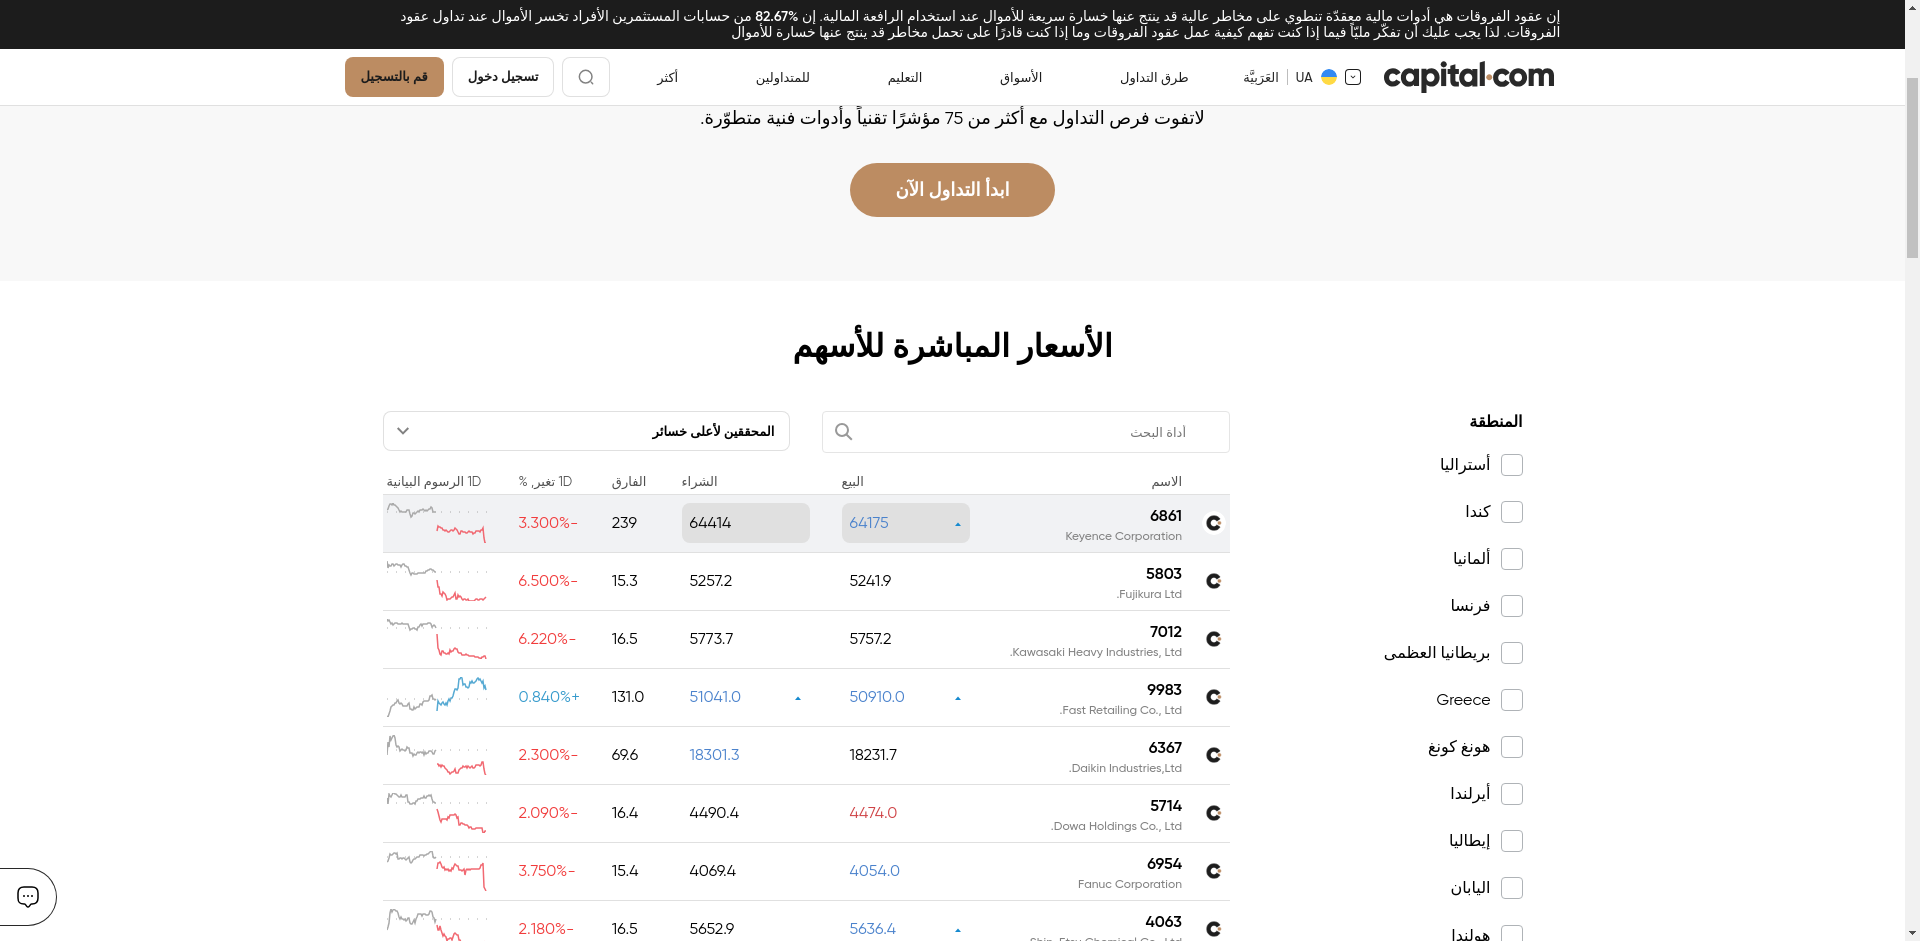 إن عقود الفروقات هي أدوات مالية معقدّة تنطوي على مخاطر عالية قد ينتج عنها خسارة سريعة للأموال عند استخدام الرافعة المالية. إن 82.67% من حسابات المستثمرين الأفراد تخسر الأموال عند تداول عقود
الفروقات. لذا يجب عليك أن تفكّر مليّاً فيما إذا كنت تفهم كيفية عمل عقود الفروقات وما إذا كنت قادرًا على تحمل مخاطر قد ينتج عنها خسارة للأموال
capital.com
UA العَرَبِيَّة
طرق التداول
الأسواق
التعليم
للمتداولين
أكثر
تسجيل دخول
قم بالتسجيل
لاتفوت فرص التداول مع أكثر من 75 مؤشرًا تقنياً وأدوات فنية متطوّرة.
ابدأ التداول الآن
الأسعار المباشرة للأسهم
المنطقة
أستراليا
كندا
ألمانيا
فرنسا
بريطانيا العظمى
Greece
هونغ كونغ
أيرلندا
إيطاليا
اليابان
هولندا
أداة البحث
المحققين لأعلى خسائر
الاسم البيع الشراء الفارق 1D تغير, % 1D الرسوم البيانية
6861 64175 64414 239 3.300%-
Keyence Corporation
5803 5241.9 5257.2 15.3 6.500%-
.Fujikura Ltd
7012 5757.2 5773.7 16.5 6.220%-
.Kawasaki Heavy Industries, Ltd
9983 50910.0 51041.0 131.0 0.840%+
.Fast Retailing Co., Ltd
6367 18231.7 18301.3 69.6 2.300%-
.Daikin Industries,Ltd
5714 4474.0 4490.4 16.4 2.090%-
.Dowa Holdings Co., Ltd
6954 4054.0 4069.4 15.4 3.750%-
Fanuc Corporation
4063 5636.4 5652.9 16.5 2.180%-